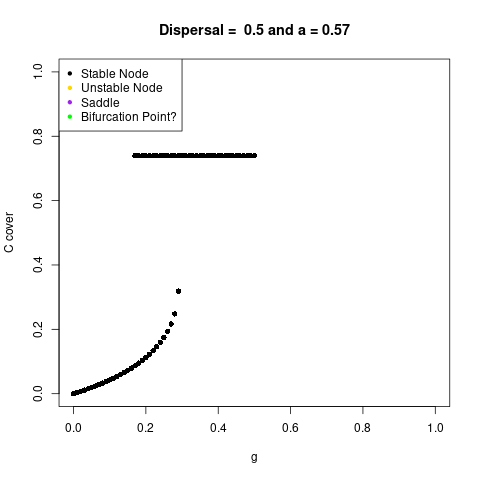 Dispersal =  0.5 and a = 0.57
Stable Node
Unstable Node
Saddle
Bifurcation Point?
C cover
1.0
0.8
0.6
0.4
0.2
0.0
0.0 0.2 0.4 0.6 0.8 1.0
g